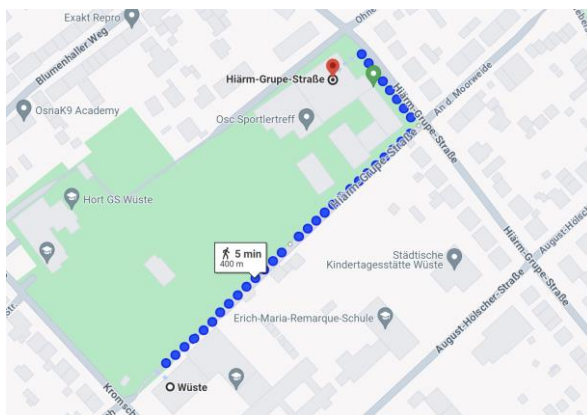 Exakt Repro
Blumenhaller Weg
Ohne
Hiärm-Grupe-Straße
OsnaK9 Academy
Osc Sportlertreff
An d. Moorweide
Hiärm-Grupe-Straße
Hiärm-Grupe-Straße
Hort GS Wüste
5 min
400 m
Städtische
Kindertagesstätte Wüste
Hiärm-Grupe-Straße
August-Hölscher-Straße
August-Hölscher-Straße
str.
Erich-Maria-Remarque-Schule
Wüste
Kromsch